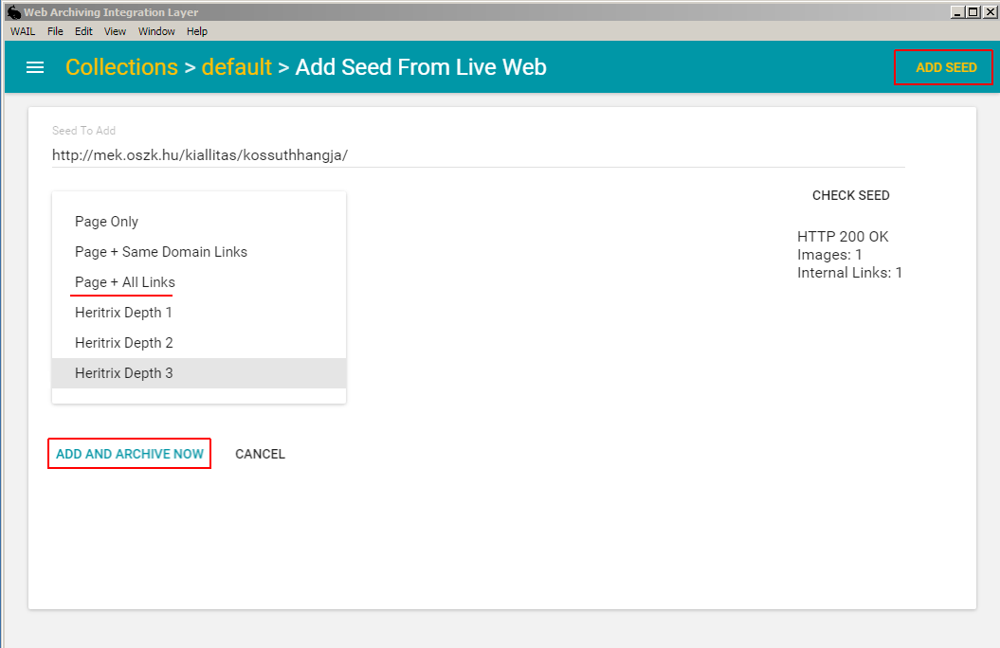 Web Archiving Integration Layer
WAIL File Edit View Window Help
Collections > default > Add Seed From Live Web
ADD SEED
Seed To Add
http://mek.oszk.hu/kiallitas/kossuthhangja/
Page Only
Page + Same Domain Links
Page + All Links
Heritrix Depth 1
Heritrix Depth 2
Heritrix Depth 3
CHECK SEED
HTTP 200 OK
Images: 1
Internal Links: 1
ADD AND ARCHIVE NOW
CANCEL